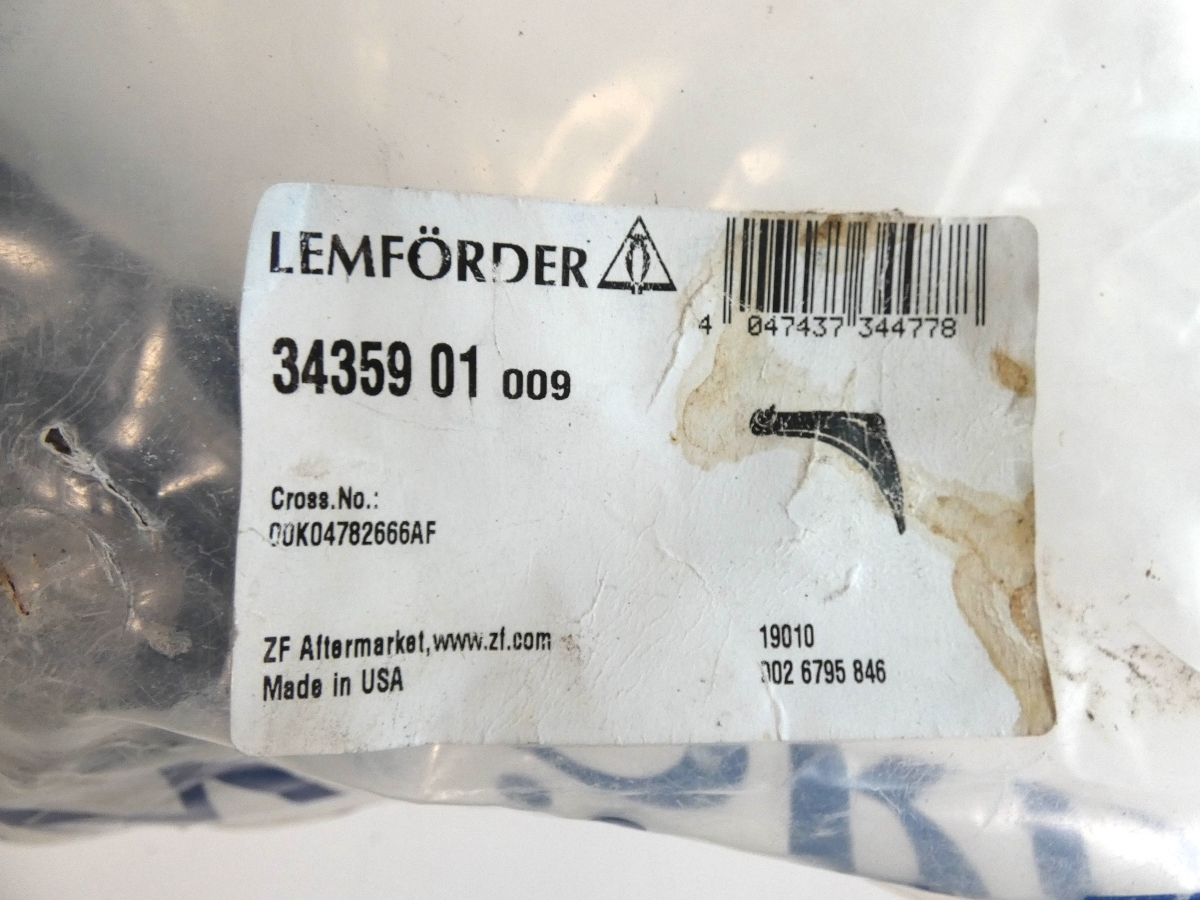 LEMFÖRDER
4 047437 344778
34359 01 009
Cross.No.:
00K04782666AF
ZF Aftermarket,www.zf.com
Made in USA
19010
002 6795 846